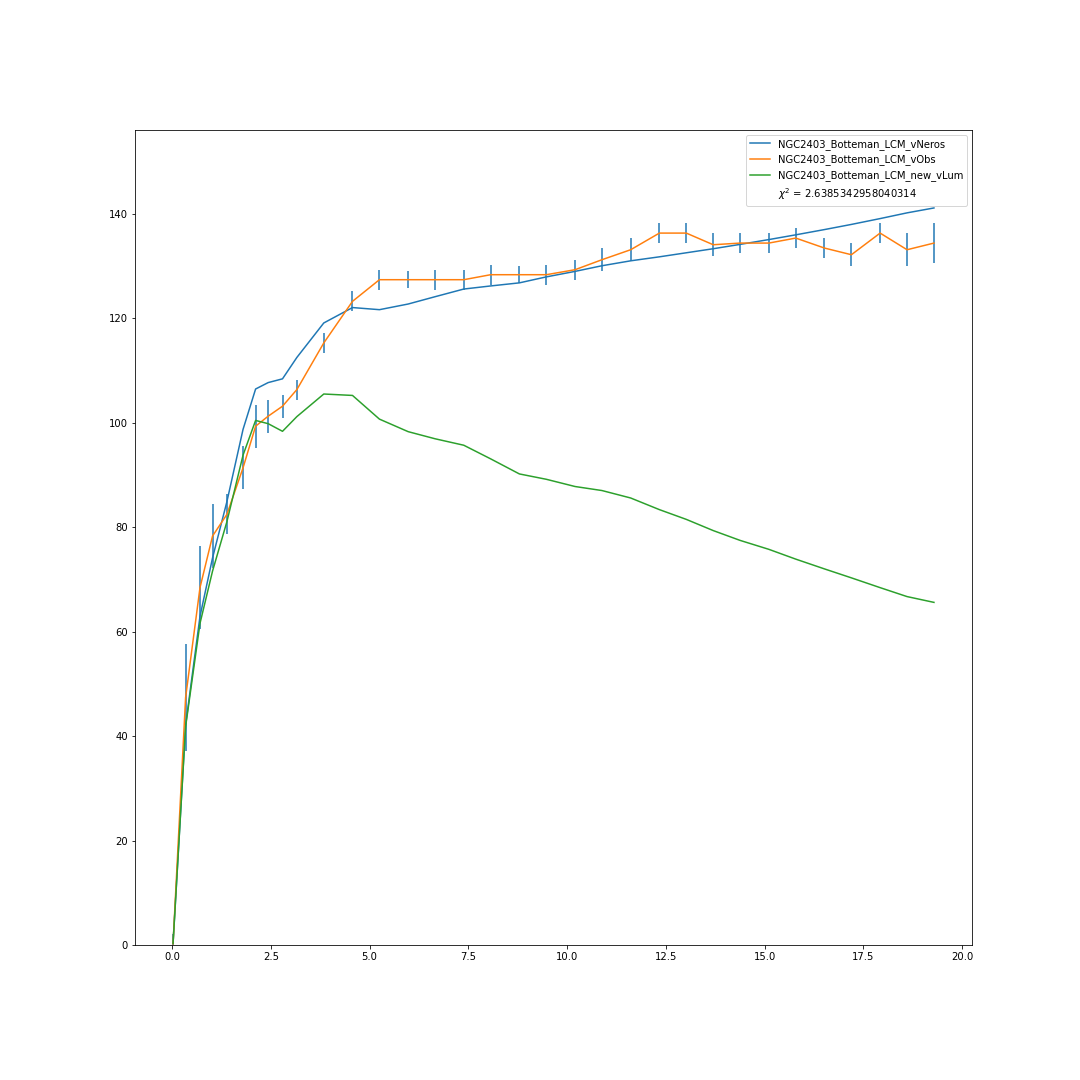 NGC2403_Botteman_LCM_vNeros
NGC2403_Botteman_LCM_vObs
NGC2403_Botteman_LCM_new_vLum
χ² = 2.6385342958040314
140
120
100
80
60
40
20
0
0.0 2.5 5.0 7.5 10.0 12.5 15.0 17.5 20.0